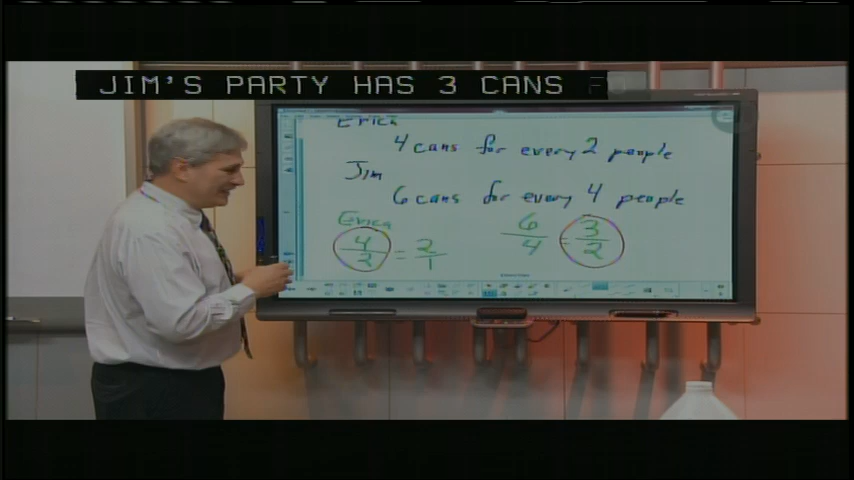 JIM'S PARTY HAS 3 CANS
Erica
4 cans for every 2 people
Jim
6 cans for every 4 people
Erica
4/2 = 2/1
6/4 = 3/2